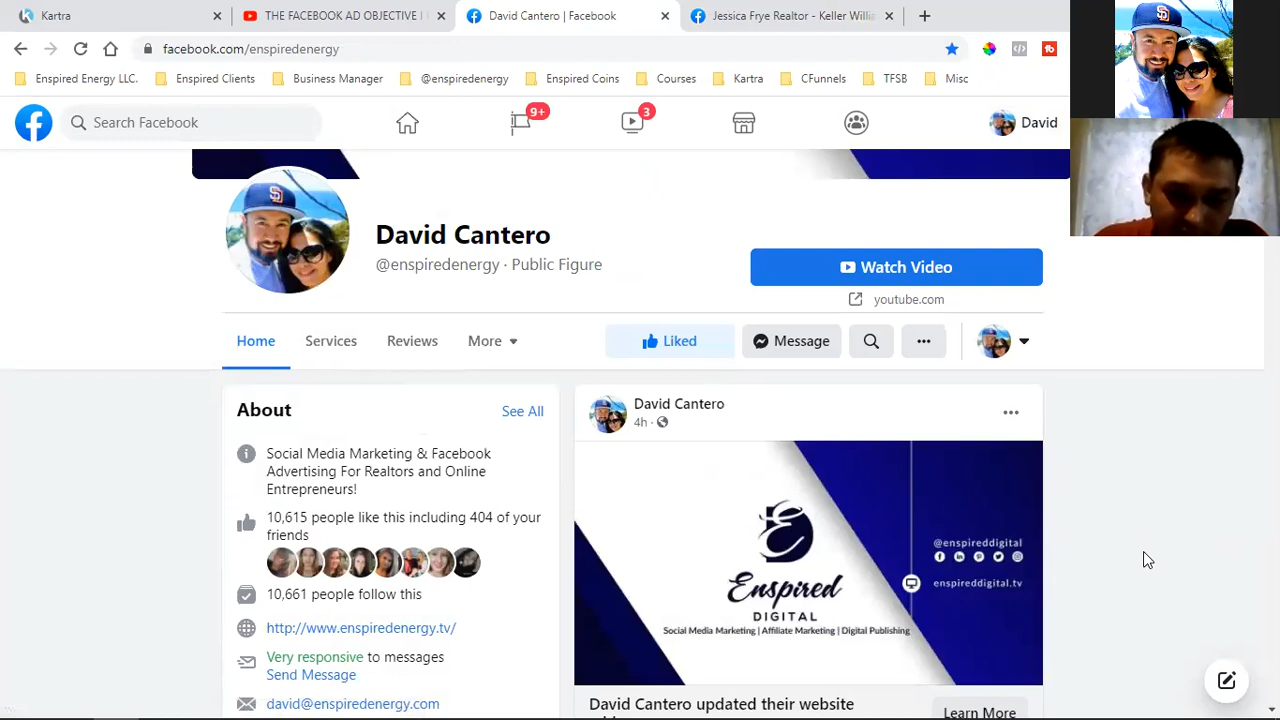 Kartra
THE FACEBOOK AD OBJECTIVE I
David Cantero | Facebook
Jessica Frye Realtor - Keller Willia
facebook.com/enspiredenergy
Enspired Energy LLC.
Enspired Clients
Business Manager
@enspiredenergy
Enspired Coins
Courses
Kartra
CFunnels
TFSB
Misc
Search Facebook
9+
3
David
David Cantero
@enspiredenergy · Public Figure
Watch Video
youtube.com
Home
Services
Reviews
More
Liked
Message
About
See All
Social Media Marketing & Facebook
Advertising For Realtors and Online
Entrepreneurs!
10,615 people like this including 404 of your
friends
10,661 people follow this
http://www.enspiredenergy.tv/
Very responsive to messages
Send Message
david@enspiredenergy.com
David Cantero
4h ·
Enspired
DIGITAL
Social Media Marketing | Affiliate Marketing | Digital Publishing
@enspireddigital
enspireddigital.tv
David Cantero updated their website
Learn More